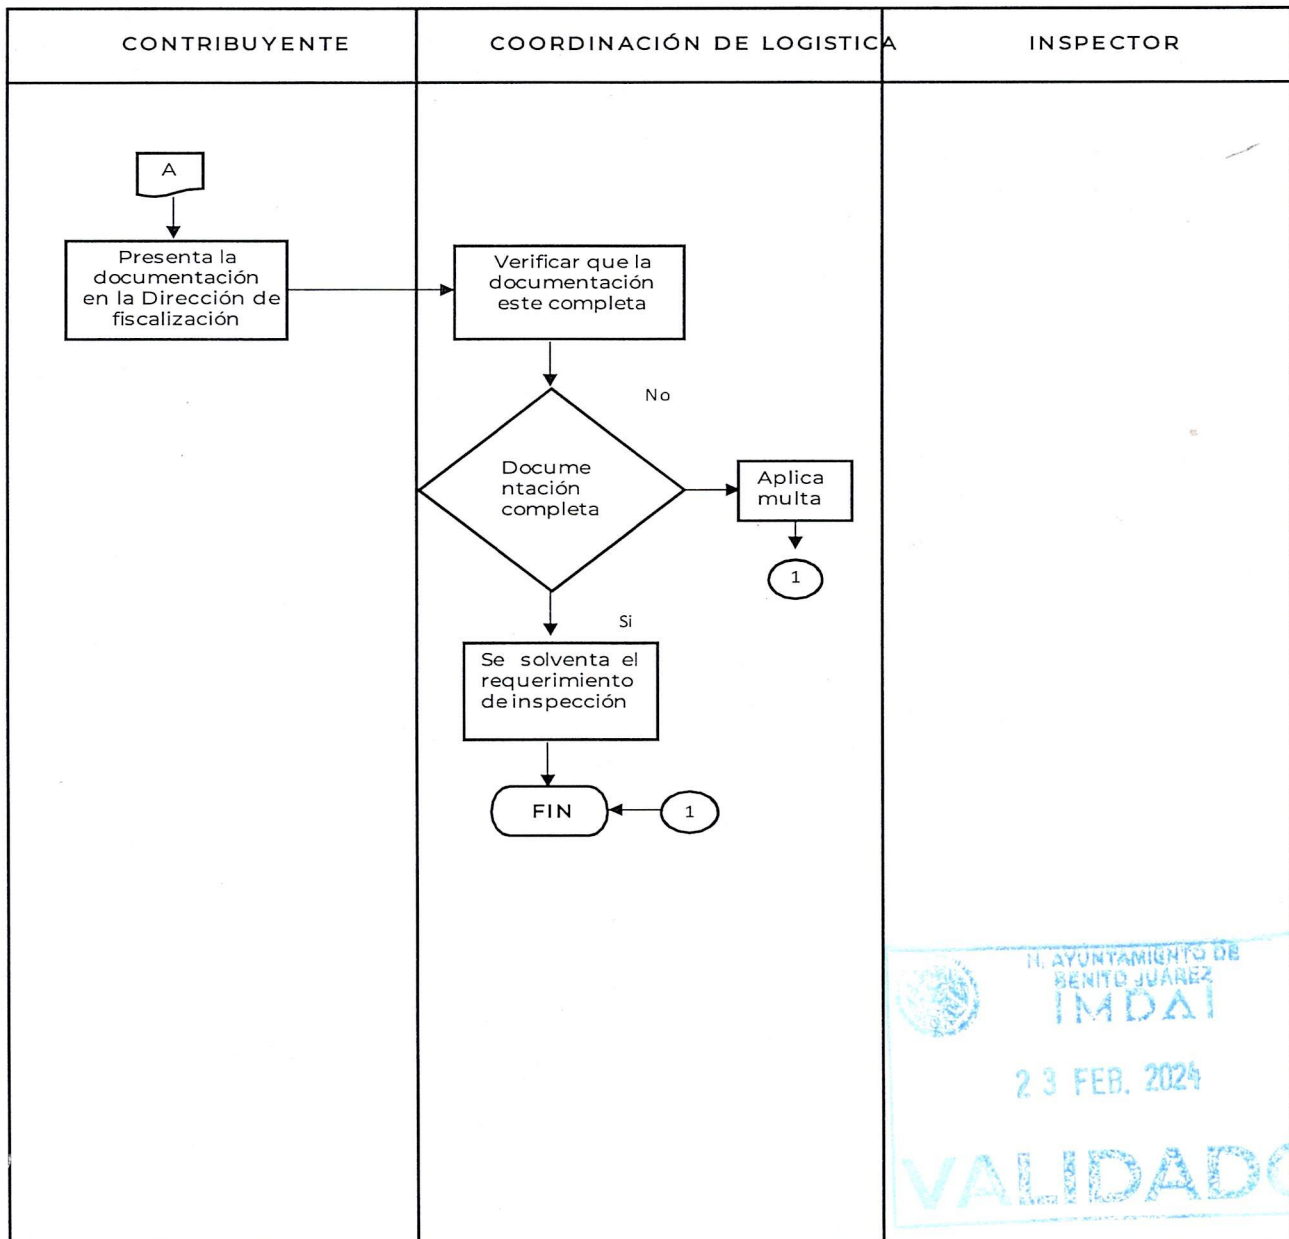 CONTRIBUYENTE
COORDINACIÓN DE LOGISTICA
INSPECTOR
A
Presenta la
documentación
en la Dirección de
fiscalización
Verificar que la
documentación
este completa
No
Docume
ntación
completa
Aplica
multa
1
Si
Se solventa el
requerimiento
de inspección
FIN
1
H. AYUNTAMIENTO DE
BENITO JUÁREZ
IMDAI
23 FEB. 2024
VALIDADO